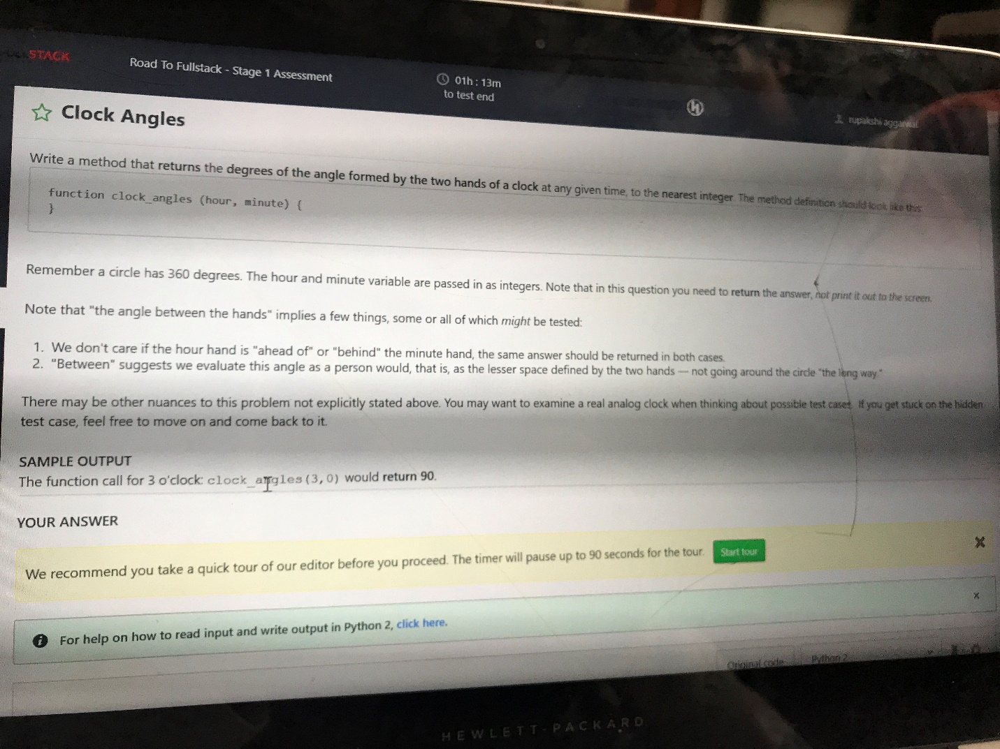 STACK
Road To Fullstack - Stage 1 Assessment
01h : 13m
to test end
rupakshi aggarwal
Clock Angles
Write a method that returns the degrees of the angle formed by the two hands of a clock at any given time, to the nearest integer. The method definition should look like this:
function clock_angles (hour, minute) {
}
Remember a circle has 360 degrees. The hour and minute variable are passed in as integers. Note that in this question you need to return the answer, not print it out to the screen.
Note that "the angle between the hands" implies a few things, some or all of which might be tested:
1. We don't care if the hour hand is "ahead of" or "behind" the minute hand, the same answer should be returned in both cases.
2. "Between" suggests we evaluate this angle as a person would, that is, as the lesser space defined by the two hands — not going around the circle "the long way."
There may be other nuances to this problem not explicitly stated above. You may want to examine a real analog clock when thinking about possible test cases. If you get stuck on the hidden
test case, feel free to move on and come back to it.
SAMPLE OUTPUT
The function call for 3 o'clock: clock_angles(3,0) would return 90.
YOUR ANSWER
We recommend you take a quick tour of our editor before you proceed. The timer will pause up to 90 seconds for the tour. Start tour
For help on how to read input and write output in Python 2, click here.
Original code Python 2
HEWLETT-PACKARD